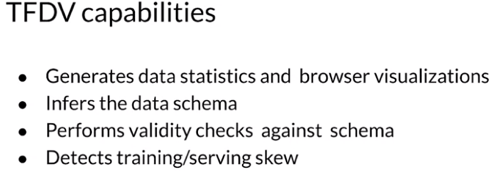 TFDV capabilities
● Generates data statistics and browser visualizations
● Infers the data schema
● Performs validity checks against schema
● Detects training/serving skew